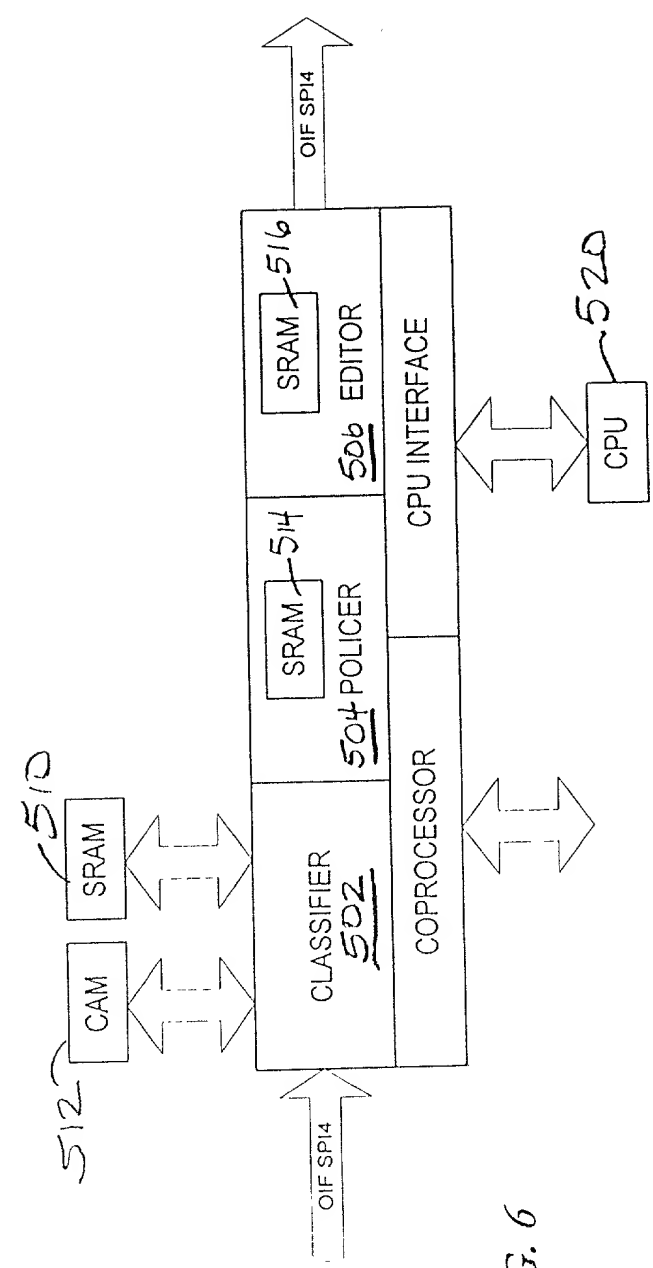 512
CAM
510
SRAM
OIF SPI4
CLASSIFIER
502
SRAM
514
504 POLICER
SRAM
516
506 EDITOR
OIF SPI4
COPROCESSOR
CPU INTERFACE
CPU
520
G. 6